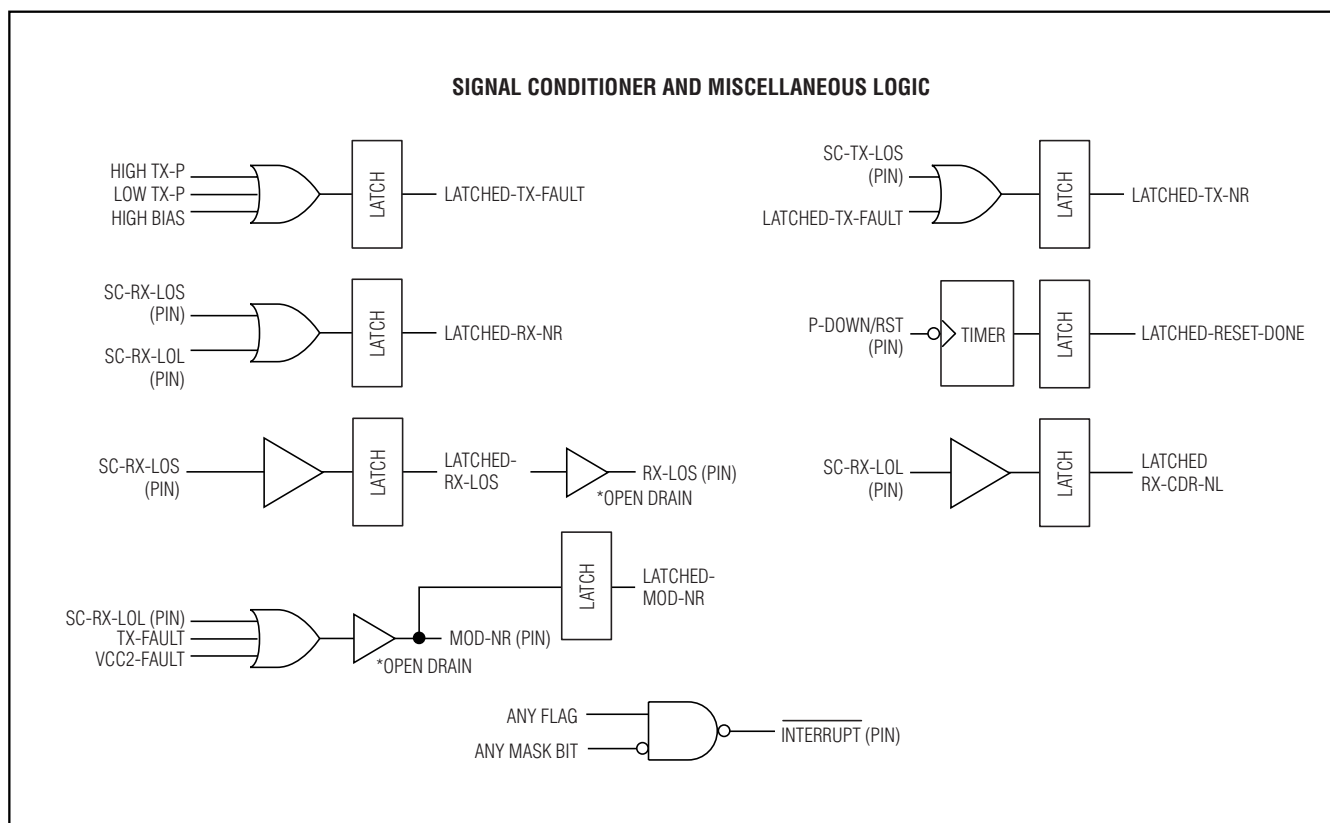 SIGNAL CONDITIONER AND MISCELLANEOUS LOGIC
HIGH TX-P
LOW TX-P
HIGH BIAS
LATCH
LATCHED-TX-FAULT
SC-TX-LOS
(PIN)
LATCHED-TX-FAULT
LATCH
LATCHED-TX-NR
SC-RX-LOS
(PIN)
SC-RX-LOL
(PIN)
LATCH
LATCHED-RX-NR
P-DOWN/RST
(PIN)
TIMER
LATCH
LATCHED-RESET-DONE
SC-RX-LOS
(PIN)
LATCH
LATCHED-
RX-LOS
RX-LOS (PIN)
*OPEN DRAIN
SC-RX-LOL
(PIN)
LATCH
LATCHED
RX-CDR-NL
SC-RX-LOL (PIN)
TX-FAULT
VCC2-FAULT
*OPEN DRAIN
MOD-NR (PIN)
LATCH
LATCHED-
MOD-NR
ANY FLAG
ANY MASK BIT
INTERRUPT (PIN)